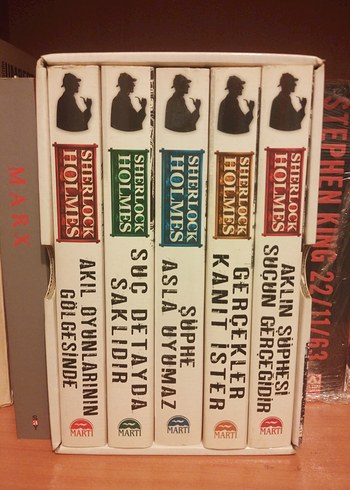 MARX
SHERLOCK
HOLMES
AKIL OYUNLARININ
GÖLGESİNDE
MARTI
SHERLOCK
HOLMES
SUÇ DETAYDA
SAKLIDIR
MARTI
SHERLOCK
HOLMES
ŞÜPHE
ASLA UYUMAZ
MARTI
SHERLOCK
HOLMES
GERÇEKLER
KANIT İSTER
MARTI
SHERLOCK
HOLMES
AKLIN ŞÜPHESİ
SUÇUN GERÇEĞİDİR
MARTI
STEPHEN KING 22/11/63